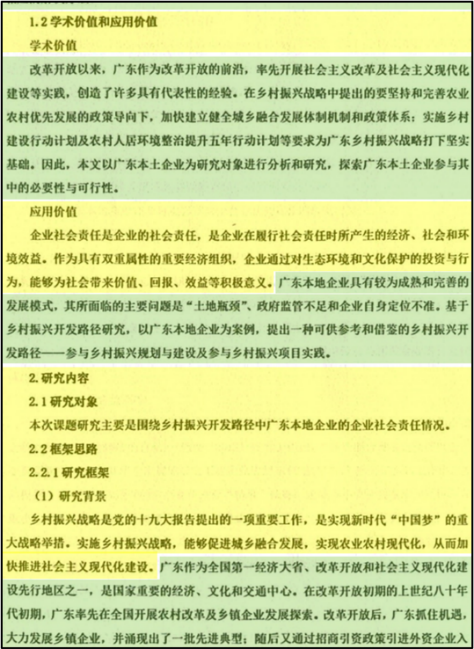 1.2学术价值和应用价值
学术价值
改革开放以来，广东作为改革开放的前沿，率先开展社会主义改革及社会主义现代化
建设等实践，创造了许多具有代表性的经验。在乡村振兴战略中提出的要坚持和完善农业
农村优先发展的政策导向下，加快建立健全城乡融合发展体制机制和政策体系；实施乡村
建设行动计划及农村人居环境整治提升五年行动计划等要求为广东乡村振兴战略打下坚实
基础。因此，本文以广东本土企业为研究对象进行分析和研究，探索广东本土企业参与其
中的必要性与可行性。
应用价值
企业社会责任是企业的社会责任，是企业在履行社会责任时所产生的经济、社会和环
境效益。作为具有双重属性的重要经济组织，企业通过对生态环境和文化保护的投资与行
为，能够为社会带来价值、回报、效益等积极意义。广东本地企业具有较为成熟和完善的
发展模式，其所面临的主要问题是“土地瓶颈”、政府监管不足和企业自身定位不准。基于
乡村振兴开发路径研究，以广东本地企业为案例，提出一种可供参考和借鉴的乡村振兴开
发路径——参与乡村振兴规划与建设及参与乡村振兴项目实践。
2.研究内容
2.1研究对象
本次课题研究主要是围绕乡村振兴开发路径中广东本地企业的企业社会责任情况。
2.2框架思路
2.2.1研究框架
（1）研究背景
乡村振兴战略是党的十九大报告提出的一项重要工作，是实现新时代“中国梦”的重
大战略举措。实施乡村振兴战略，能够促进城乡融合发展，实现农业农村现代化，从而加
快推进社会主义现代化建设。广东作为全国第一经济大省、改革开放和社会主义现代化建
设先行地区之一，是国家重要的经济、文化和交通中心。在改革开放初期的上世纪八十年
代初期，广东率先在全国开展农村改革及乡镇企业发展探索。改革开放后，广东抓住机遇，
大力发展乡镇企业，并涌现出了一批先进典型；随后又通过招商引资政策引进外资企业入